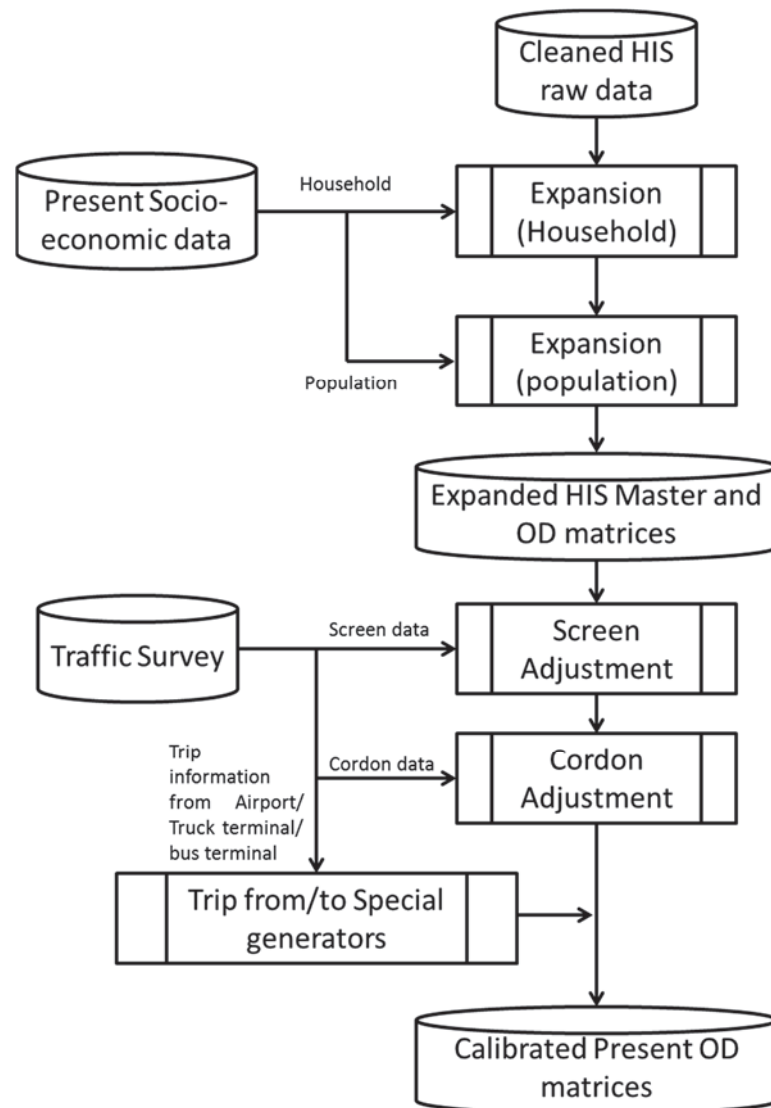 Cleaned HIS
raw data
Household
Present Socio-
economic data
Expansion
(Household)
Population
Expansion
(population)
Expanded HIS Master and
OD matrices
Traffic Survey
Screen data
Screen
Adjustment
Trip
information
from Airport/
Truck terminal/
bus terminal
Cordon data
Cordon
Adjustment
Trip from/to Special
generators
Calibrated Present OD
matrices